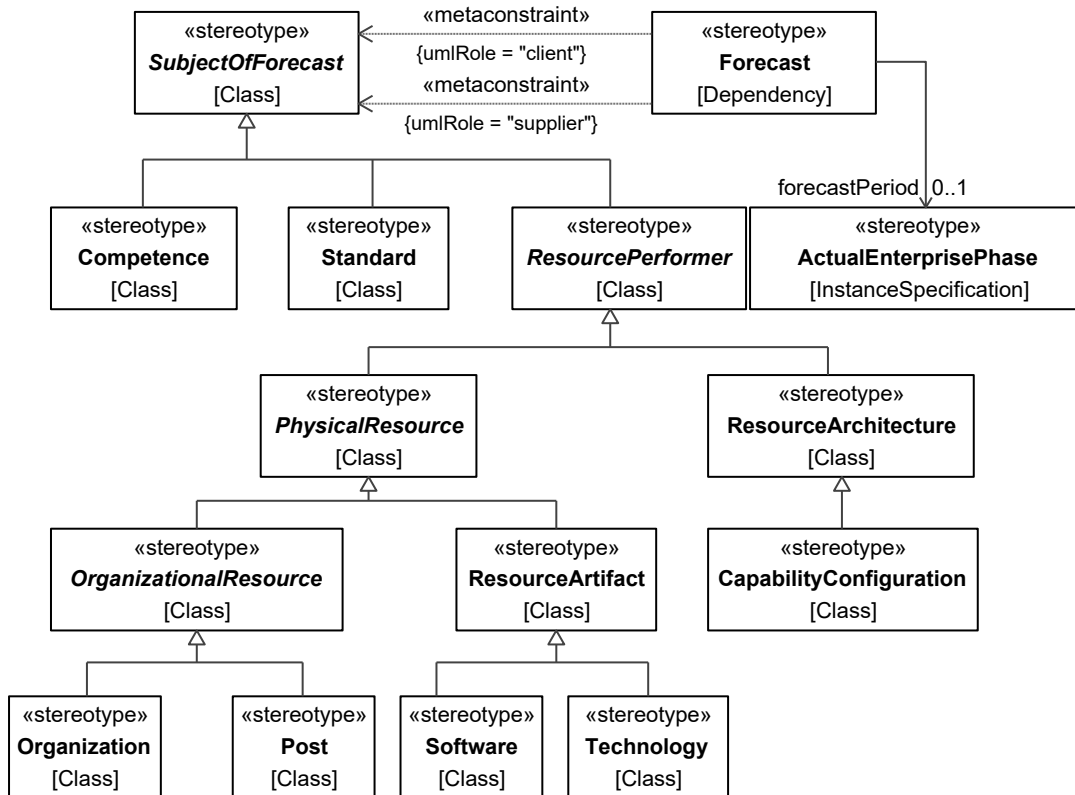 «stereotype»
SubjectOfForecast
[Class]
«metaconstraint»
{umlRole = "client"}
«metaconstraint»
{umlRole = "supplier"}
«stereotype»
Forecast
[Dependency]
forecastPeriod 0..1
«stereotype»
Competence
[Class]
«stereotype»
Standard
[Class]
«stereotype»
ResourcePerformer
[Class]
«stereotype»
ActualEnterprisePhase
[InstanceSpecification]
«stereotype»
PhysicalResource
[Class]
«stereotype»
ResourceArchitecture
[Class]
«stereotype»
OrganizationalResource
[Class]
«stereotype»
ResourceArtifact
[Class]
«stereotype»
CapabilityConfiguration
[Class]
«stereotype»
Organization
[Class]
«stereotype»
Post
[Class]
«stereotype»
Software
[Class]
«stereotype»
Technology
[Class]